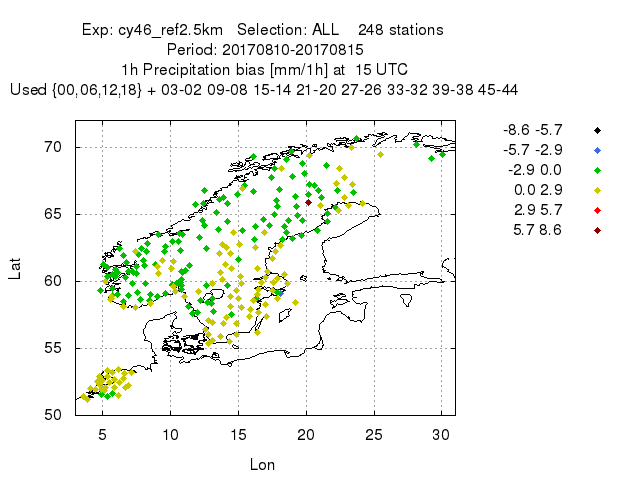 Exp: cy46_ref2.5km   Selection: ALL    248 stations
Period: 20170810-20170815
1h Precipitation bias [mm/1h] at  15 UTC
Used {00,06,12,18} + 03-02 09-08 15-14 21-20 27-26 33-32 39-38 45-44
70
65
60
55
50
Lat
5 10 15 20 25 30
Lon
-8.6 -5.7
-5.7 -2.9
-2.9 0.0
0.0 2.9
2.9 5.7
5.7 8.6